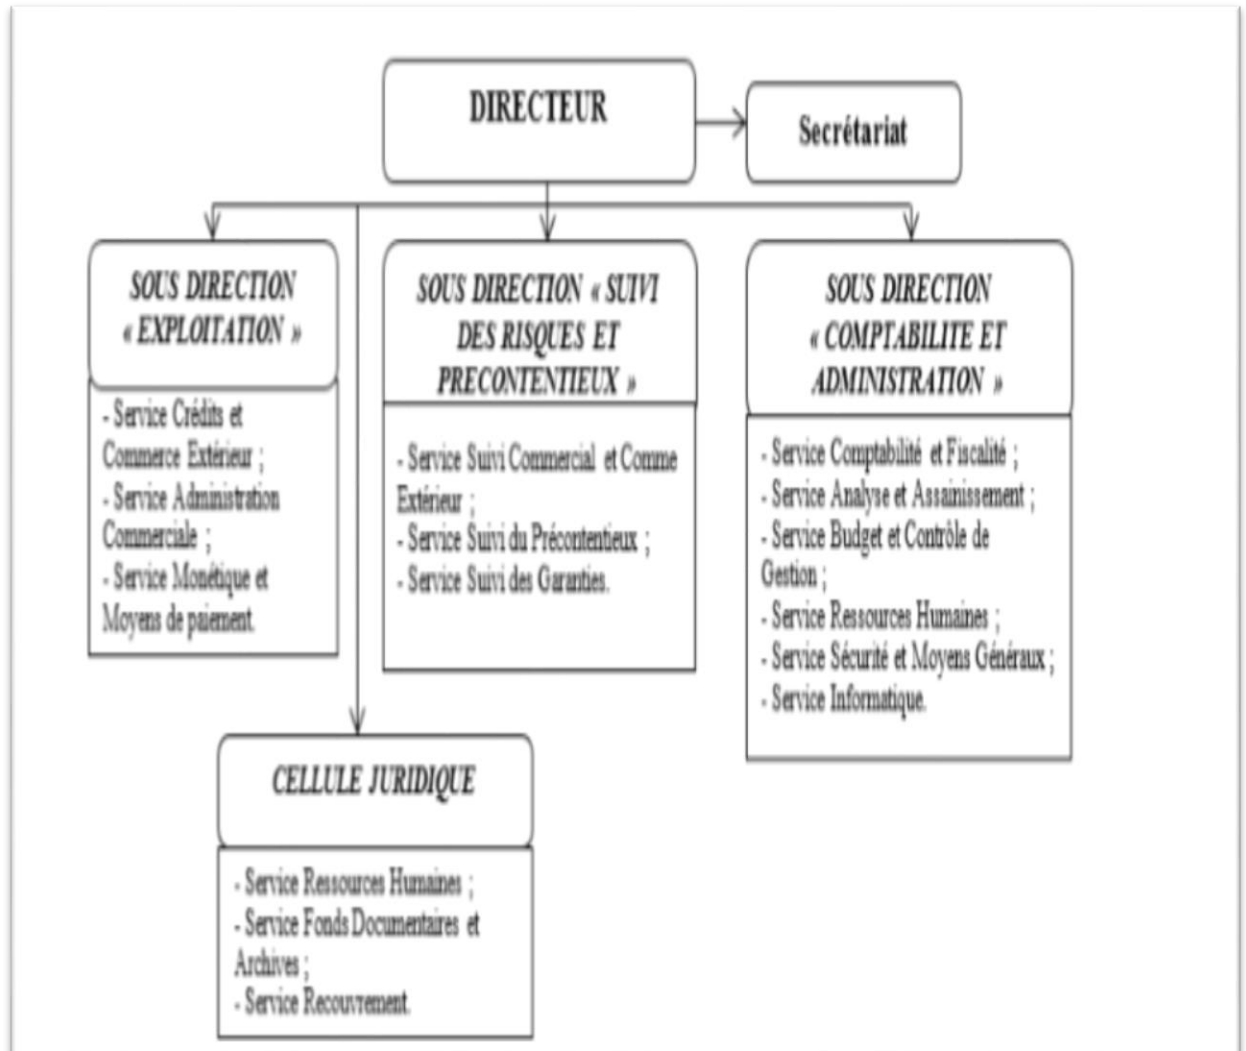 DIRECTEUR
Secrétariat
SOUS DIRECTION
« EXPLOITATION »
- Service Crédits et
Commerce Extérieur ;
- Service Administration
Commerciale ;
- Service Monétique et
Moyens de paiement.
SOUS DIRECTION « SUIVI
DES RISQUES ET
PRECONTENTIEUX »
- Service Suivi Commercial et Comme
Extérieur ;
- Service Suivi du Précontentieux ;
- Service Suivi des Garanties.
SOUS DIRECTION
« COMPTABILITE ET
ADMINISTRATION »
- Service Comptabilité et Fiscalité ;
- Service Analyse et Assainissement ;
- Service Budget et Contrôle de
Gestion ;
- Service Ressources Humaines ;
- Service Sécurité et Moyens Généraux ;
- Service Informatique.
CELLULE JURIDIQUE
- Service Ressources Humaines ;
- Service Fonds Documentaires et
Archives ;
- Service Recouvrement.